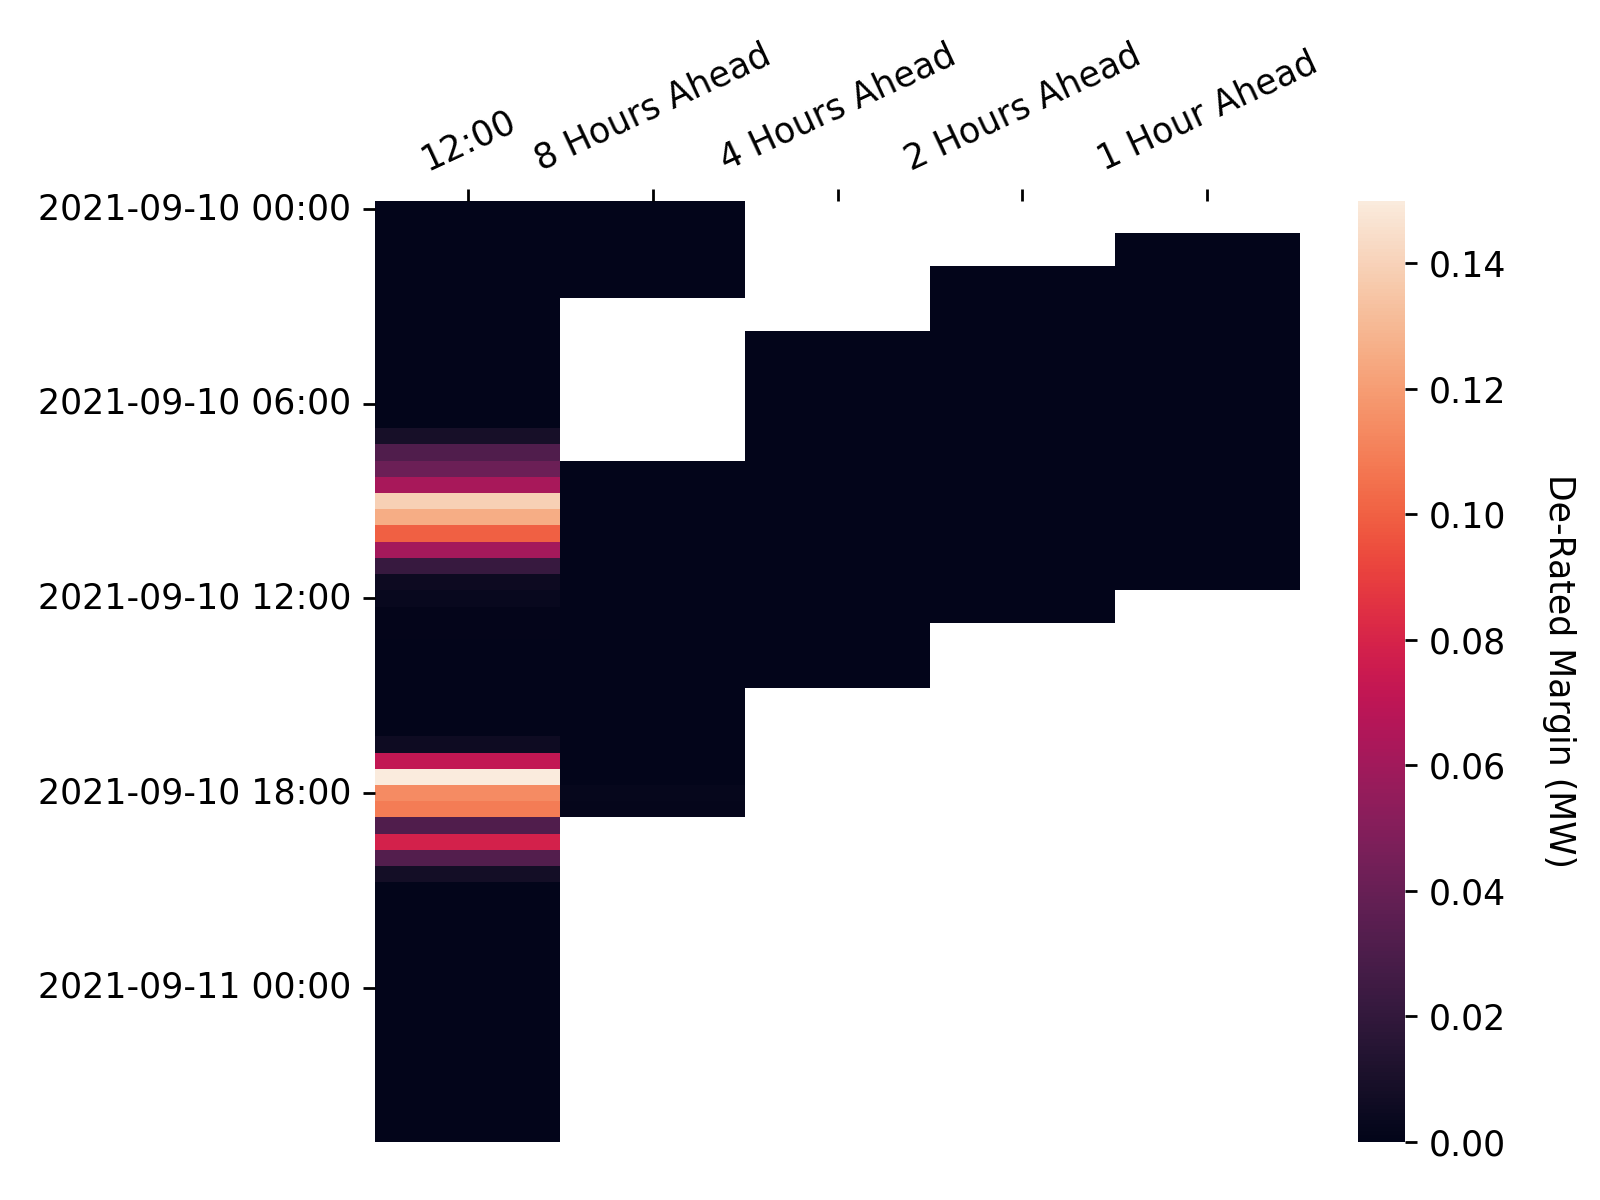 12:00
8 Hours Ahead
4 Hours Ahead
2 Hours Ahead
1 Hour Ahead
2021-09-10 00:00
2021-09-10 06:00
2021-09-10 12:00
2021-09-10 18:00
2021-09-11 00:00
0.14
0.12
0.10
0.08
0.06
0.04
0.02
0.00
De-Rated Margin (MW)